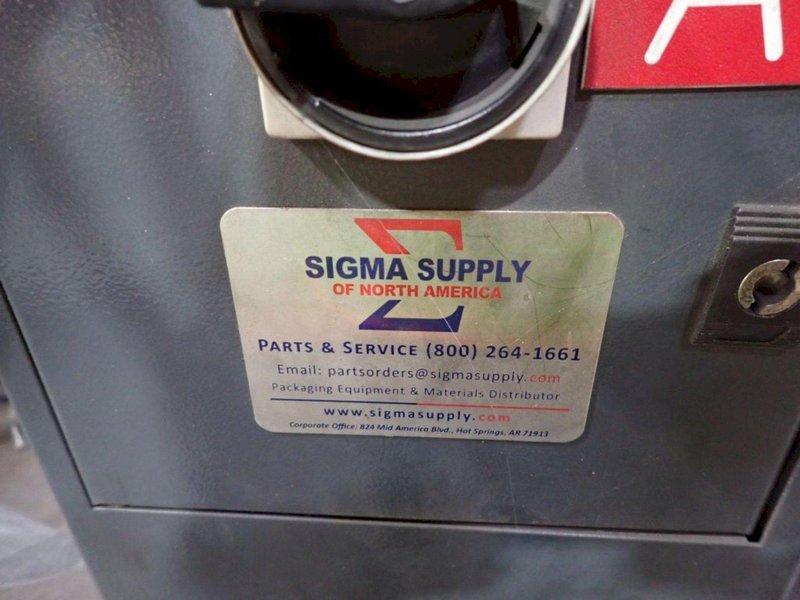 A
SIGMA SUPPLY
OF NORTH AMERICA
PARTS & SERVICE (800) 264-1661
Email: partsorders@sigmasupply.com
Packaging Equipment & Materials Distributor
www.sigmasupply.com
Corporate Office: 824 Mid America Blvd., Hot Springs, AR 71913